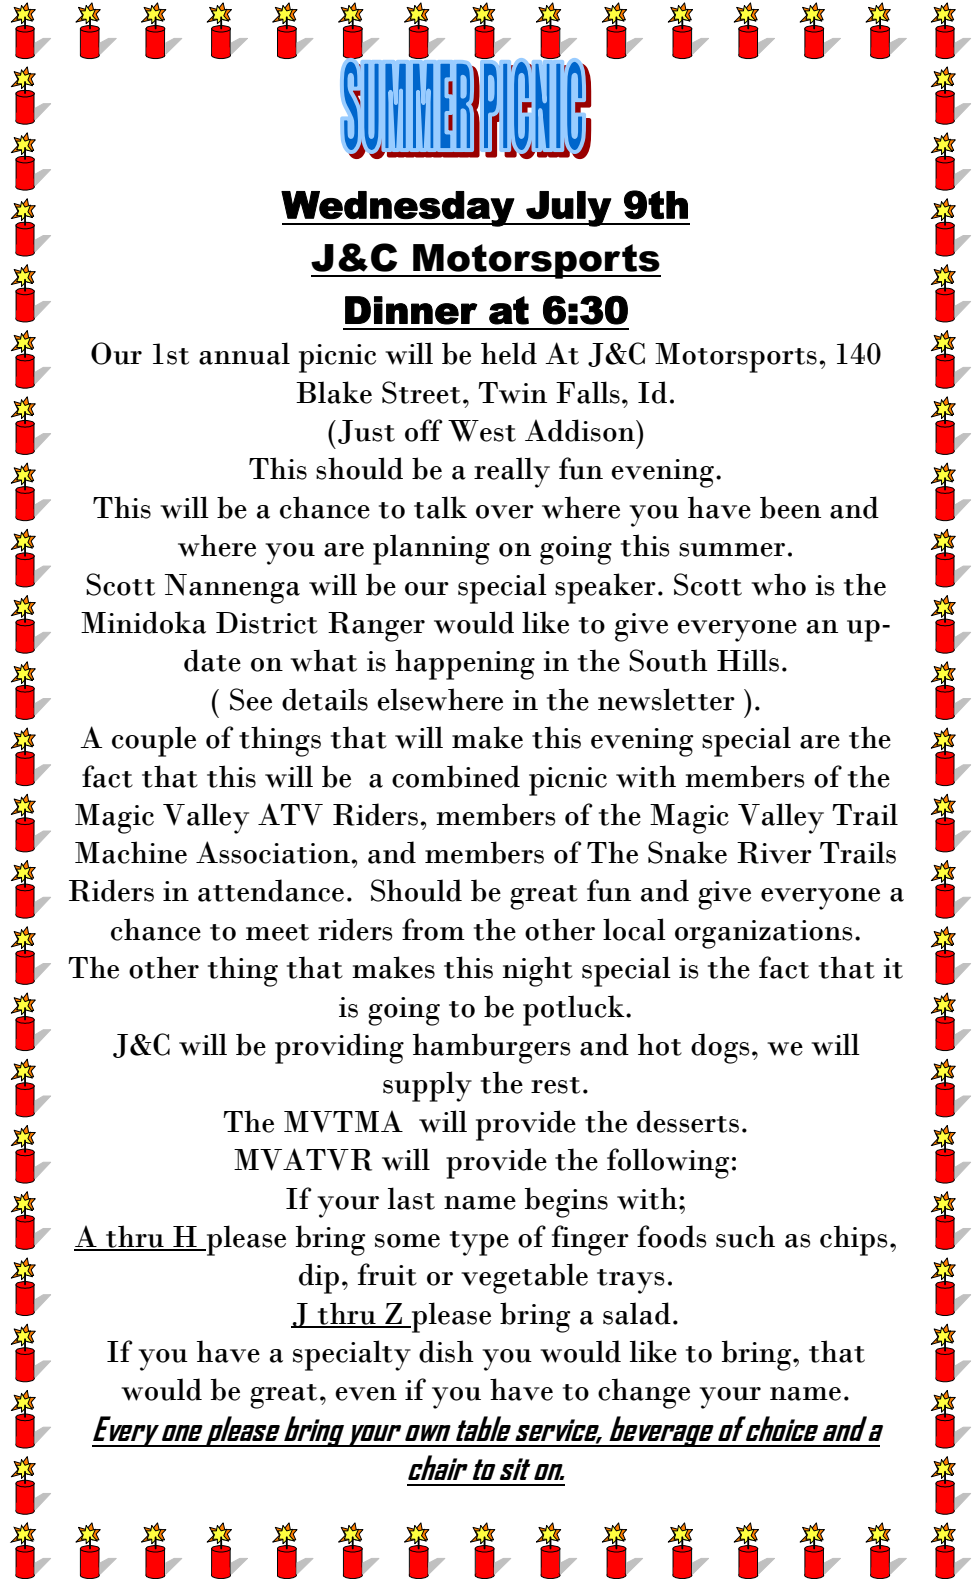 SUMMER PICNIC
Wednesday July 9th
J&C Motorsports
Dinner at 6:30
Our 1st annual picnic will be held At J&C Motorsports, 140
Blake Street, Twin Falls, Id.
(Just off West Addison)
This should be a really fun evening.
This will be a chance to talk over where you have been and
where you are planning on going this summer.
Scott Nannenga will be our special speaker. Scott who is the
Minidoka District Ranger would like to give everyone an up-
date on what is happening in the South Hills.
( See details elsewhere in the newsletter ).
A couple of things that will make this evening special are the
fact that this will be  a combined picnic with members of the
Magic Valley ATV Riders, members of the Magic Valley Trail
Machine Association, and members of The Snake River Trails
Riders in attendance.  Should be great fun and give everyone a
chance to meet riders from the other local organizations.
The other thing that makes this night special is the fact that it
is going to be potluck.
J&C will be providing hamburgers and hot dogs, we will
supply the rest.
The MVTMA  will provide the desserts.
MVATVR will  provide the following:
If your last name begins with;
A thru H please bring some type of finger foods such as chips,
dip, fruit or vegetable trays.
J thru Z please bring a salad.
If you have a specialty dish you would like to bring, that
would be great, even if you have to change your name.
Every one please bring your own table service, beverage of choice and a
chair to sit on.